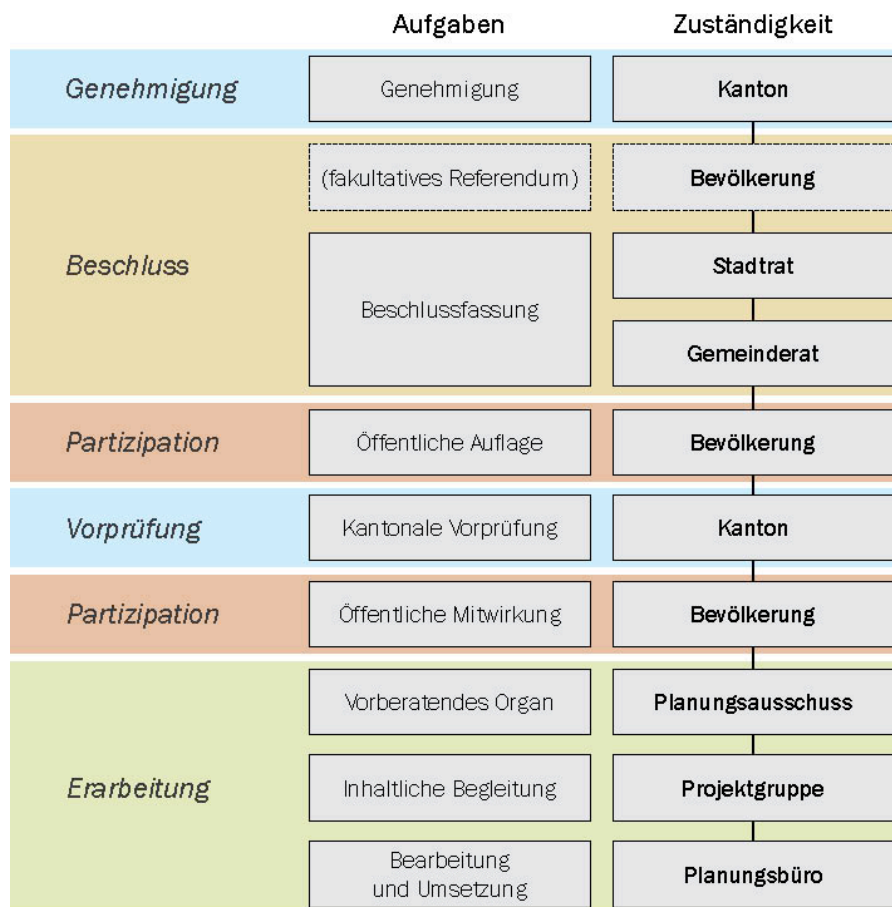 Aufgaben Zuständigkeit
Genehmigung Genehmigung Kanton
(fakultatives Referendum) Bevölkerung
Beschluss Stadtrat
Beschlussfassung
Gemeinderat
Partizipation Öffentliche Auflage Bevölkerung
Vorprüfung Kantonale Vorprüfung Kanton
Partizipation Öffentliche Mitwirkung Bevölkerung
Vorberatendes Organ Planungsausschuss
Erarbeitung Inhaltliche Begleitung Projektgruppe
Bearbeitung
und Umsetzung Planungsbüro